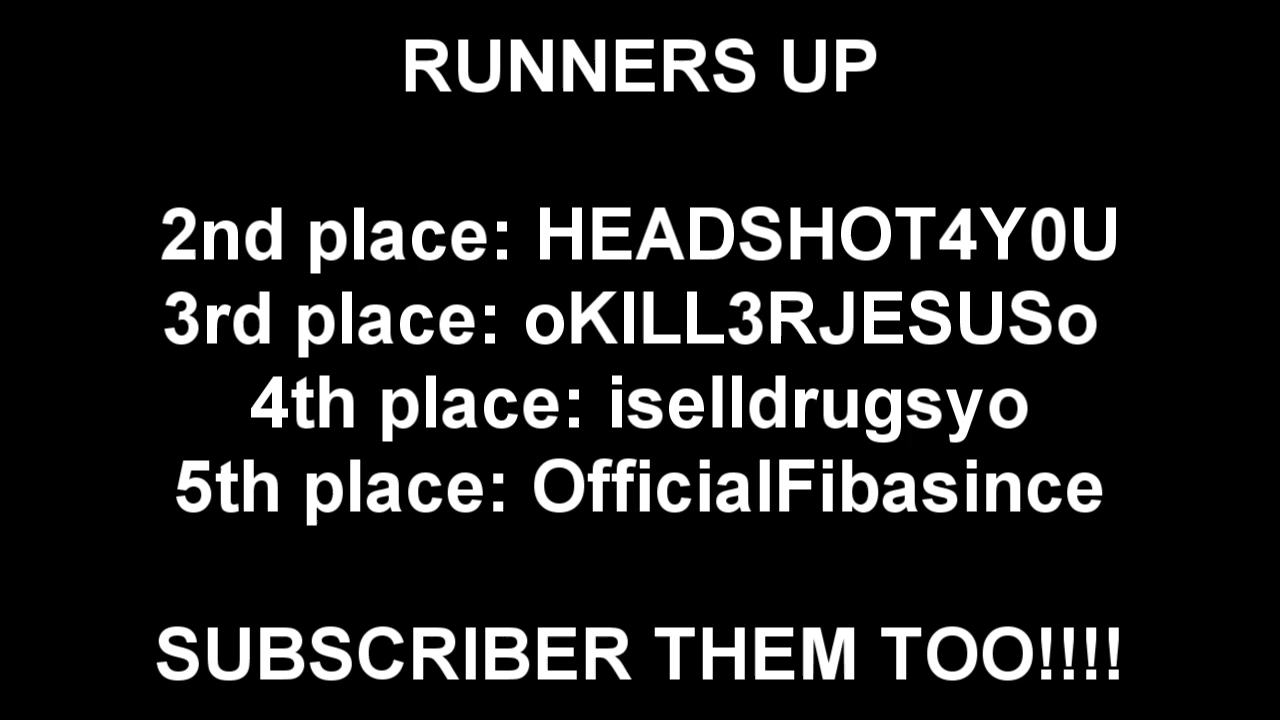 RUNNERS UP
2nd place: HEADSHOT4Y0U
3rd place: oKILL3RJESUSo
4th place: iselldrugsyo
5th place: OfficialFibasince
SUBSCRIBER THEM TOO!!!!